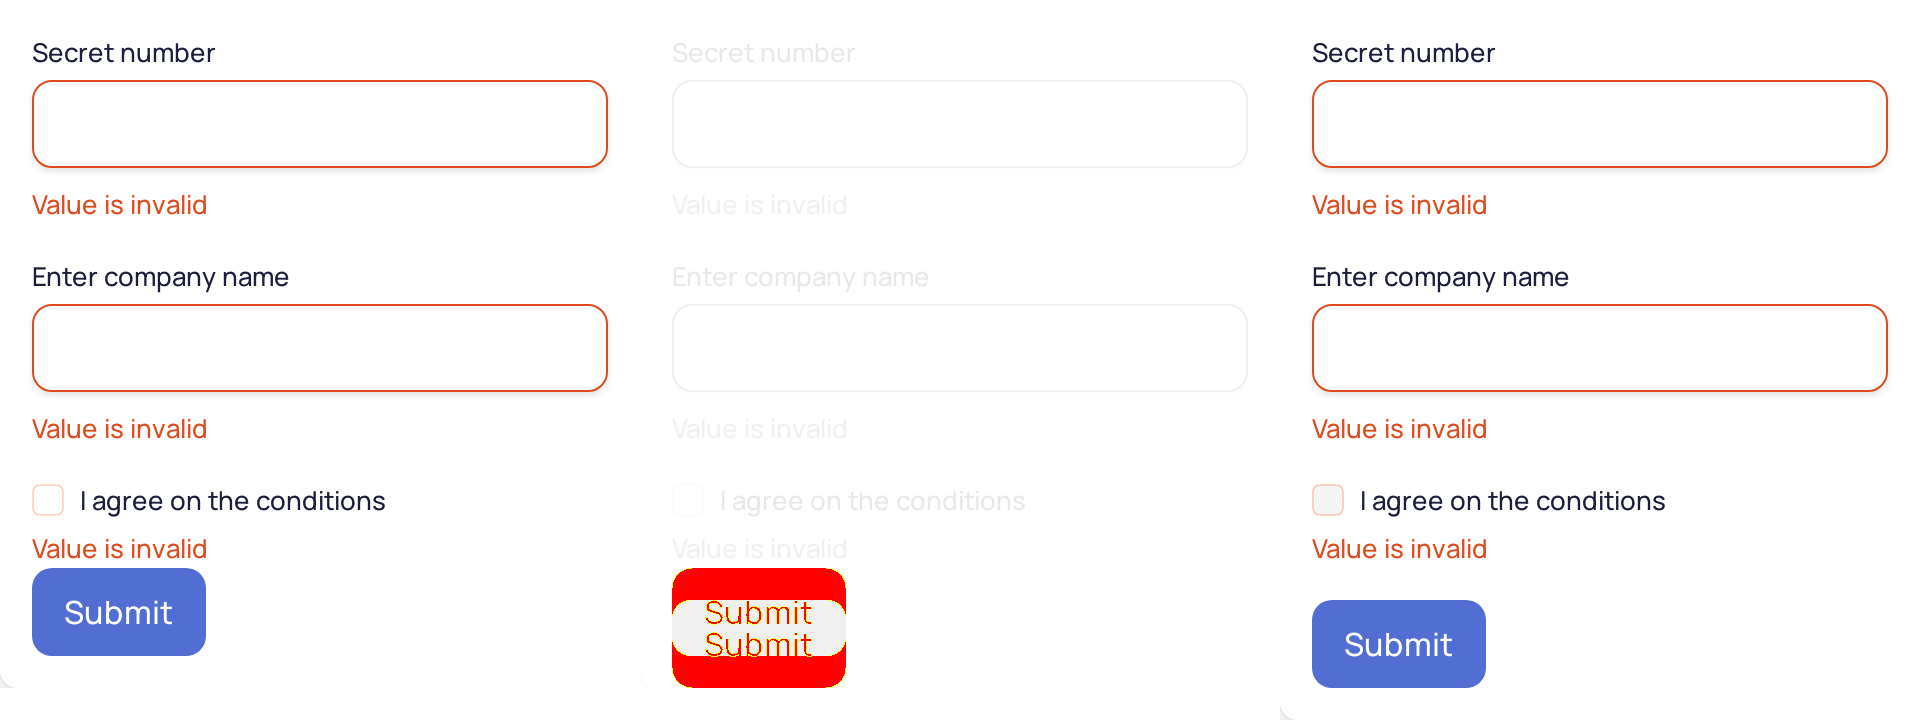 Secret number
Value is invalid
Enter company name
Value is invalid
I agree on the conditions
Value is invalid
Submit
Secret number
Value is invalid
Enter company name
Value is invalid
I agree on the conditions
Value is invalid
Submit
Submit
Secret number
Value is invalid
Enter company name
Value is invalid
I agree on the conditions
Value is invalid
Submit